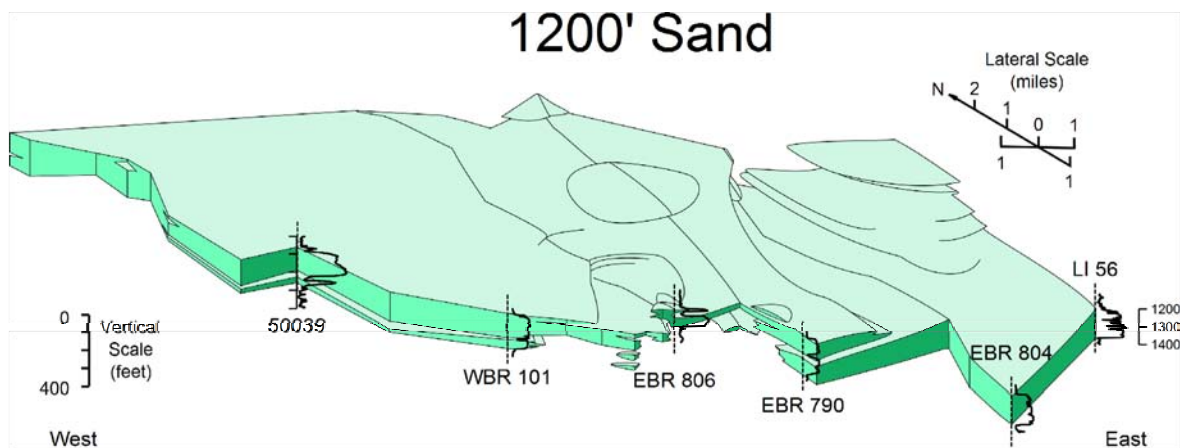 1200' Sand
Lateral Scale
(miles)
N
2
1
0
1
1
1
LI 56
1200
1300
1400
50039
0
Vertical
Scale
(feet)
400
WBR 101
EBR 806
EBR 790
EBR 804
West
East